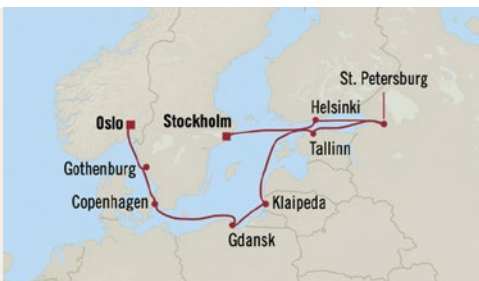 St. Petersburg
Helsinki
Oslo
Stockholm
Tallinn
Gothenburg
Copenhagen
Klaipeda
Gdansk